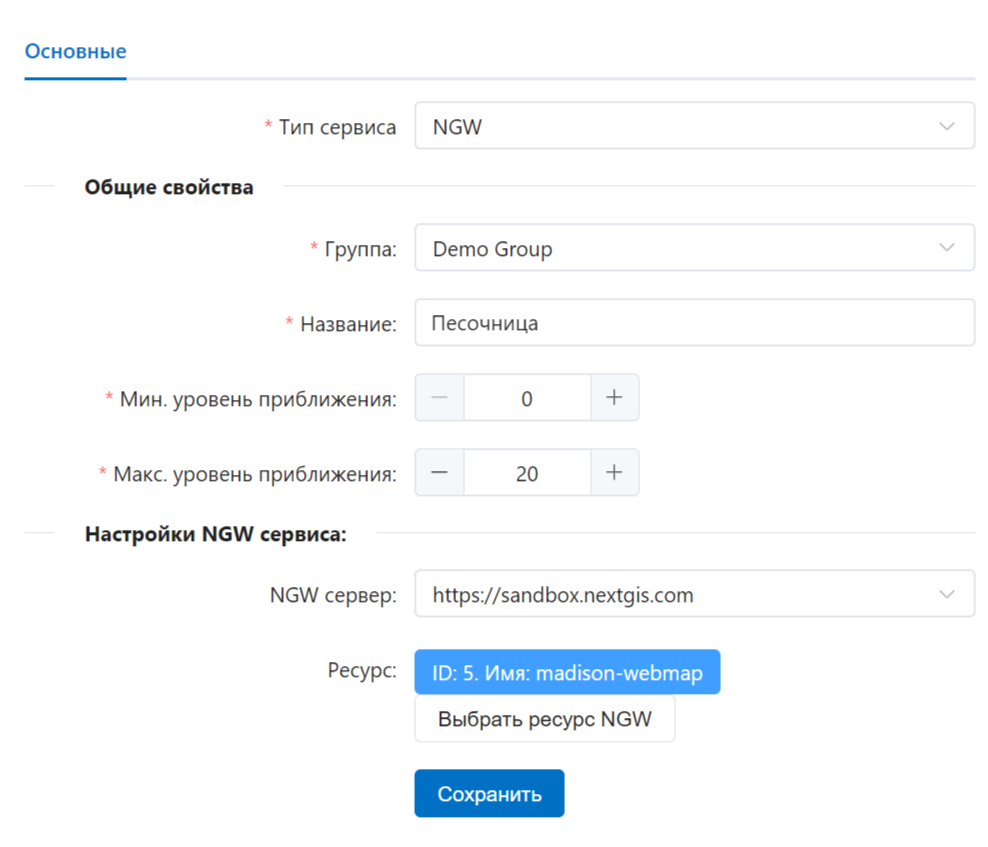 Основные
* Тип сервиса NGW
Общие свойства
* Группа: Demo Group
* Название: Песочница
* Мин. уровень приближения: — 0 +
* Макс. уровень приближения: — 20 +
Настройки NGW сервиса:
NGW сервер: https://sandbox.nextgis.com
Ресурс: ID: 5. Имя: madison-webmap
Выбрать ресурс NGW
Сохранить